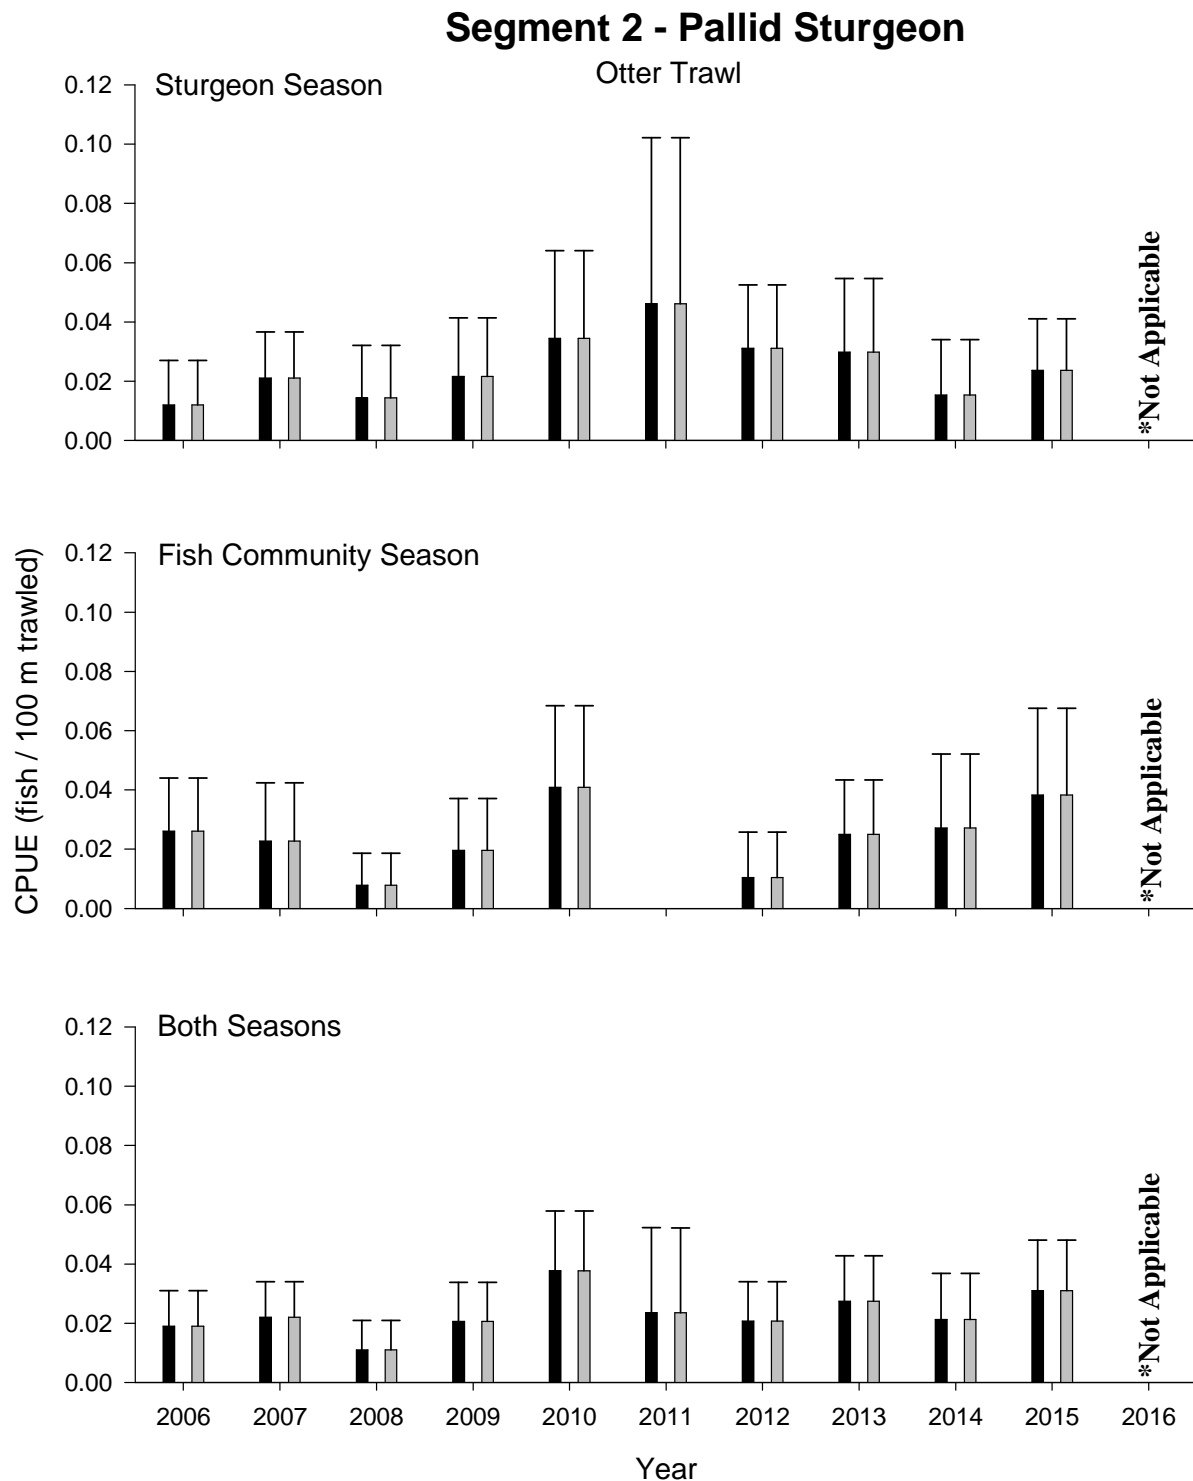 Segment 2 - Pallid Sturgeon
Otter Trawl
Sturgeon Season
0.12
0.10
0.08
0.06
0.04
0.02
0.00
*Not Applicable
CPUE (fish / 100 m trawled)
Fish Community Season
0.12
0.10
0.08
0.06
0.04
0.02
0.00
*Not Applicable
Both Seasons
0.12
0.10
0.08
0.06
0.04
0.02
0.00
*Not Applicable
2006 2007 2008 2009 2010 2011 2012 2013 2014 2015 2016
Year